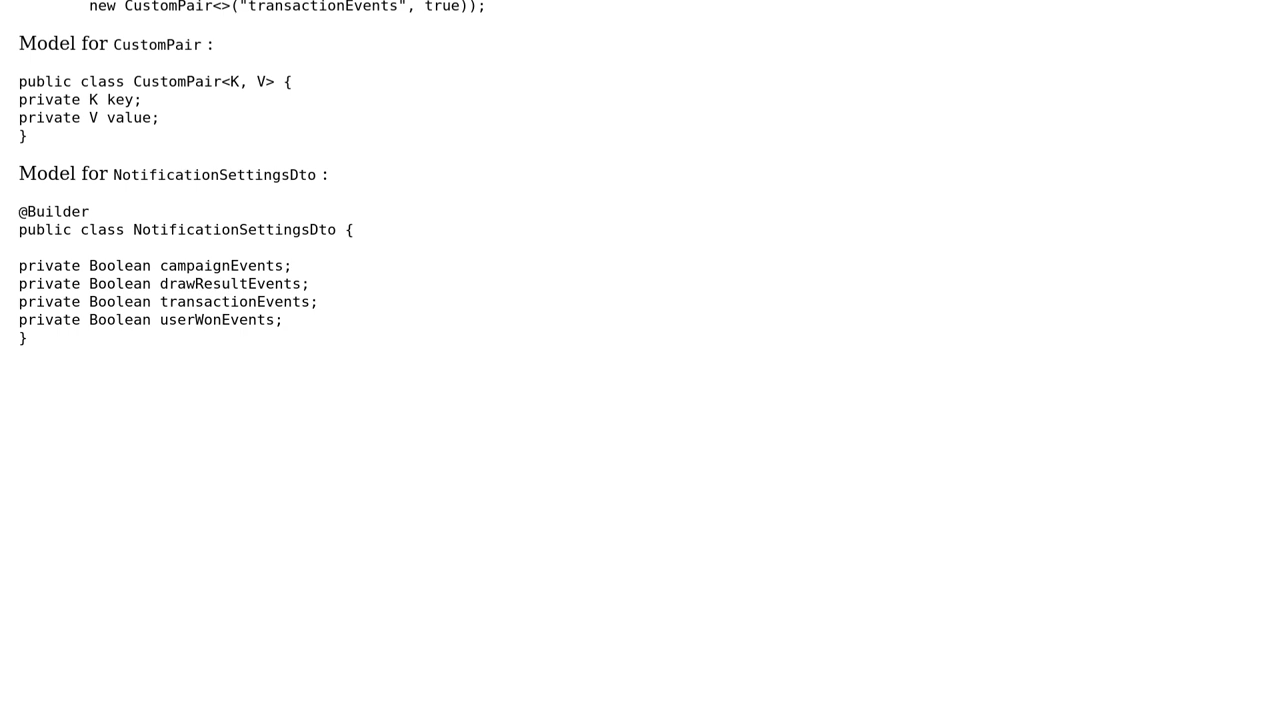 new CustomPair<>("transactionEvents", true));
Model for CustomPair :
public class CustomPair<K, V> {
private K key;
private V value;
}
Model for NotificationSettingsDto :
@Builder
public class NotificationSettingsDto {
private Boolean campaignEvents;
private Boolean drawResultEvents;
private Boolean transactionEvents;
private Boolean userWonEvents;
}